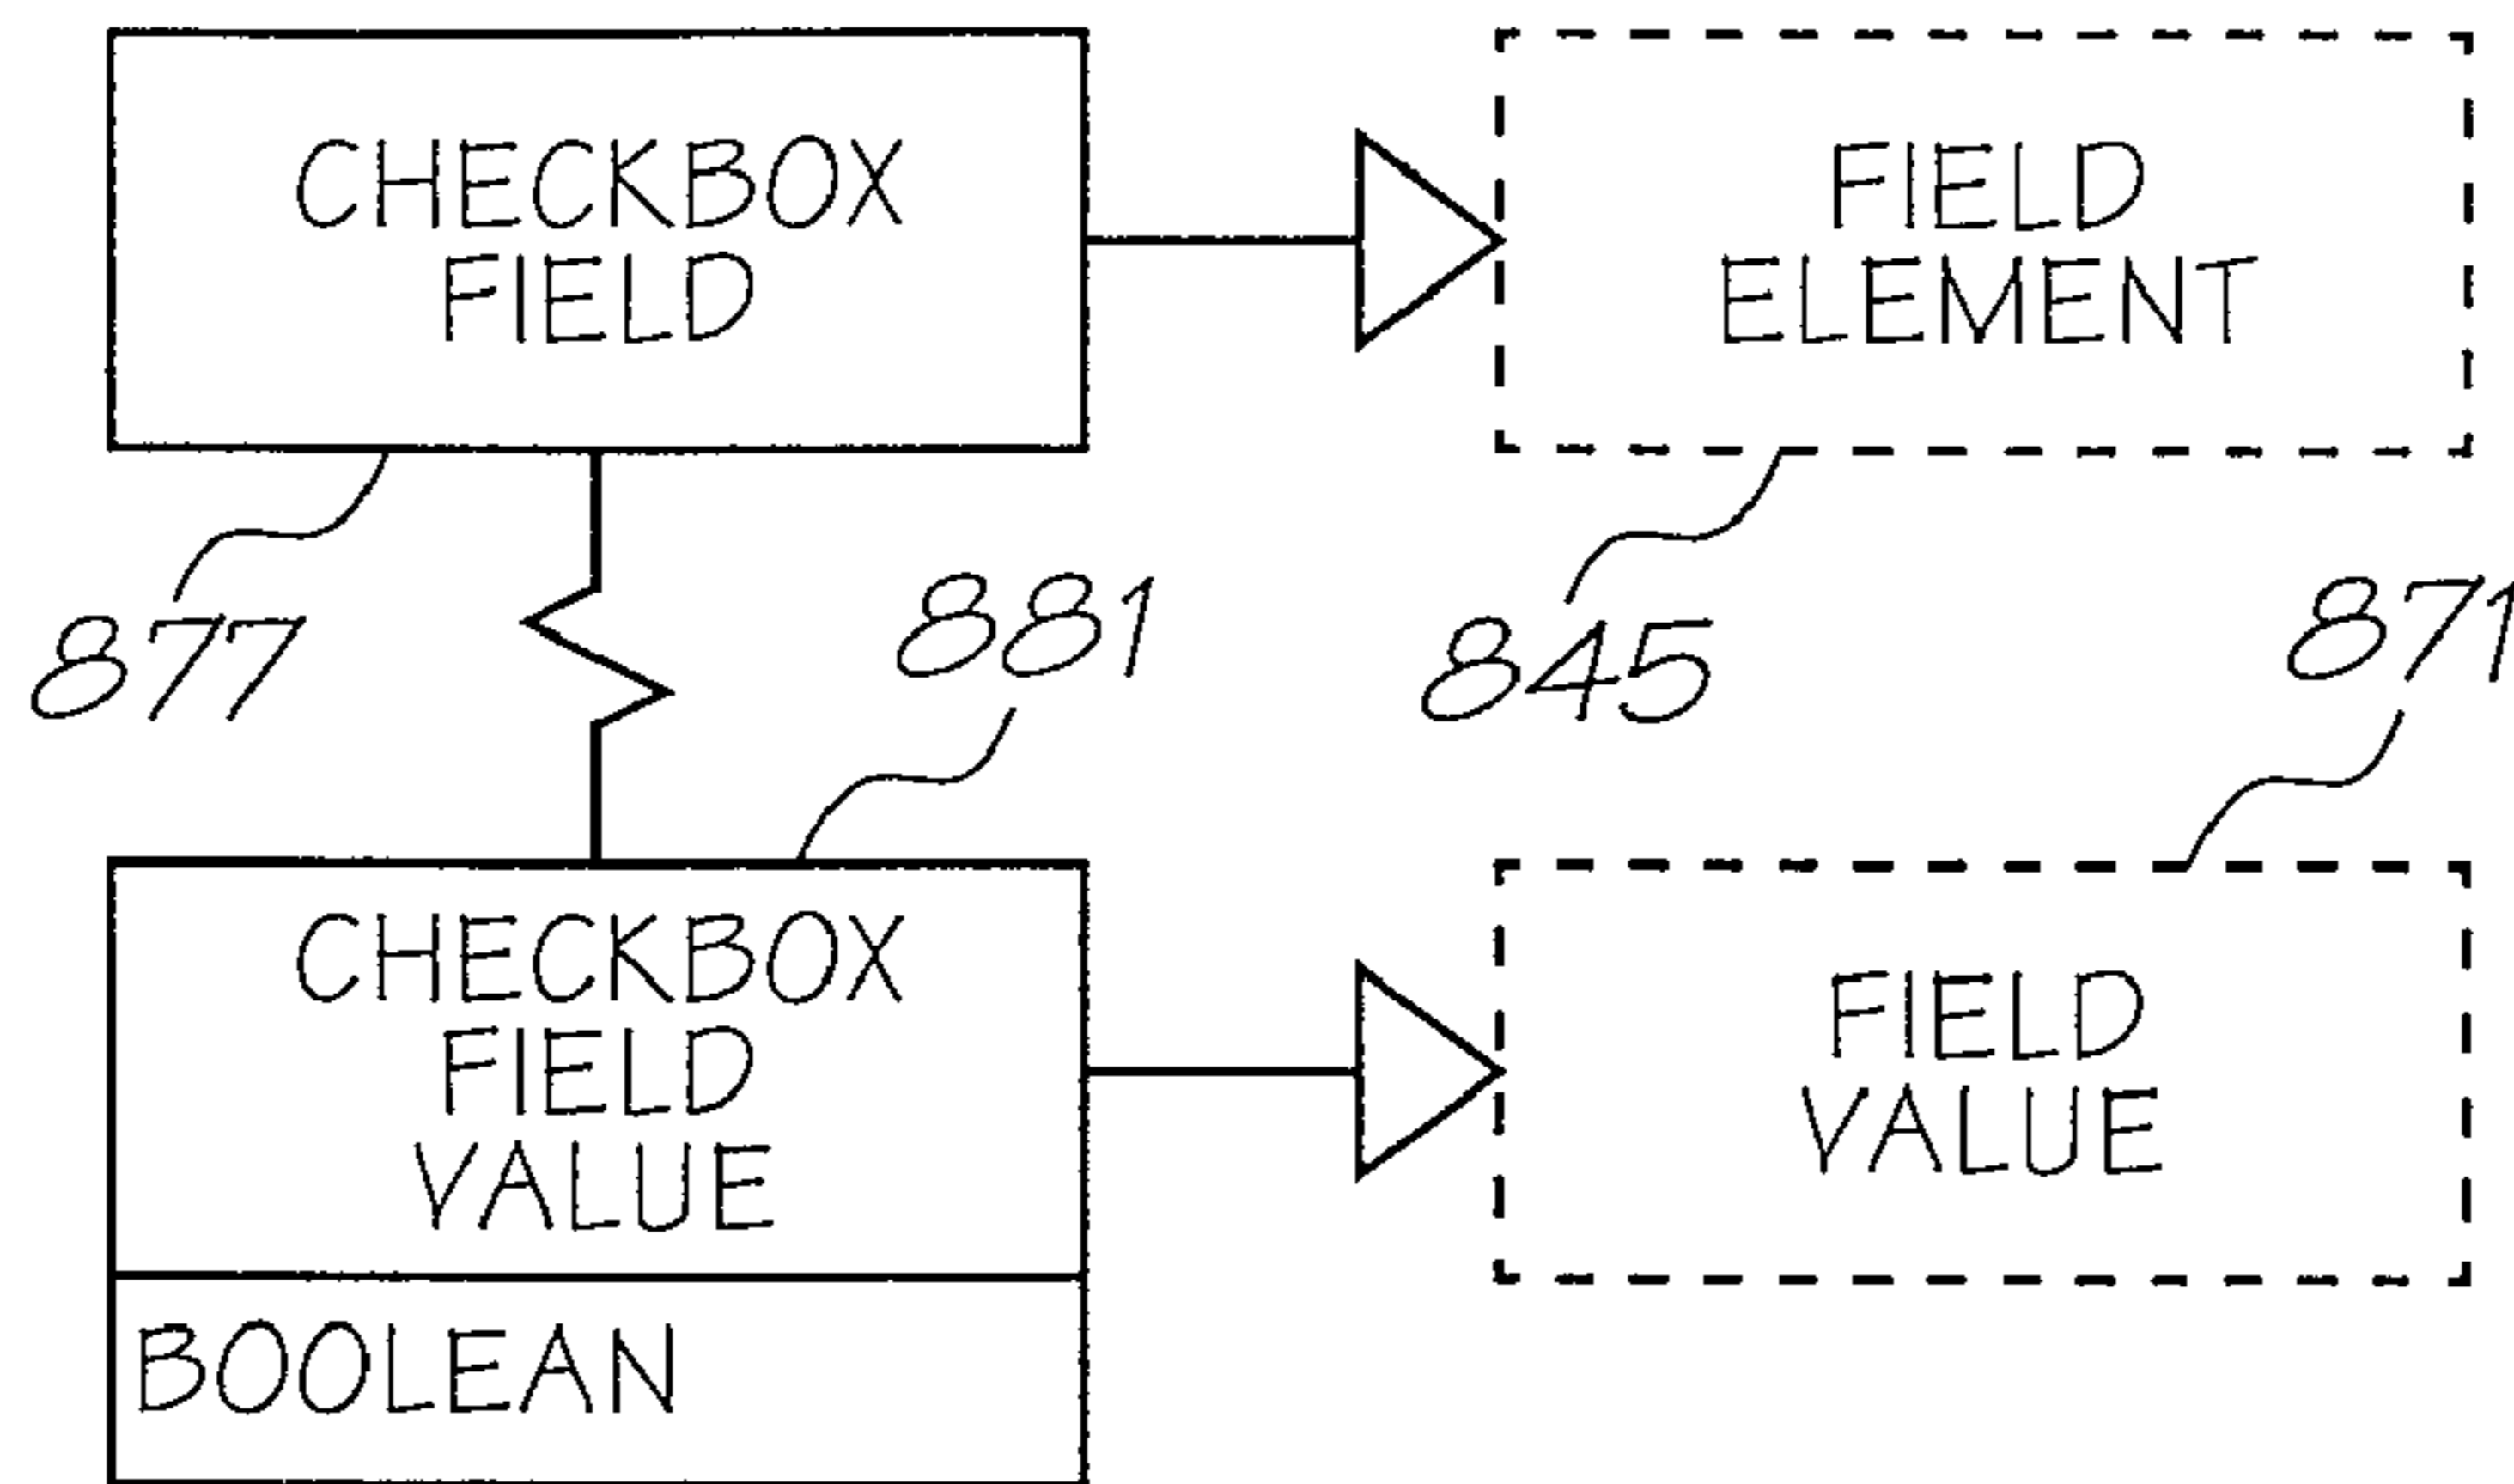 CHECKBOX
FIELD
FIELD
ELEMENT
877
881
845
871
CHECKBOX
FIELD
VALUE
FIELD
VALUE
BOOLEAN